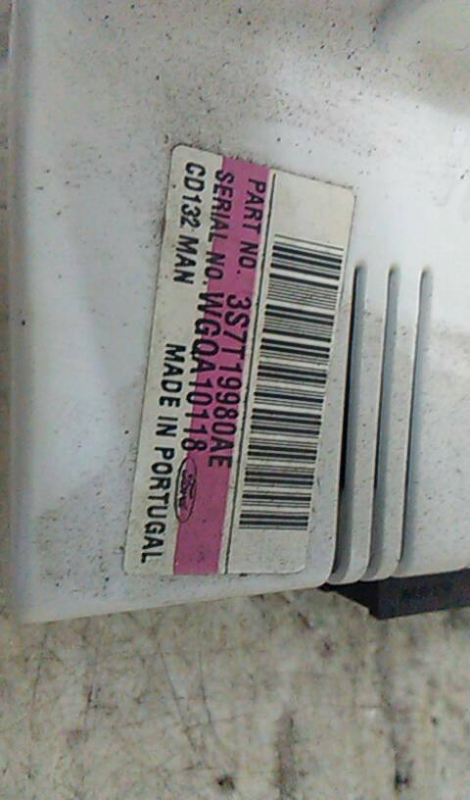 PART NO. 3S7T19980AE
SERIAL NO. WGQA10118
CD132 MAN MADE IN PORTUGAL
Ford